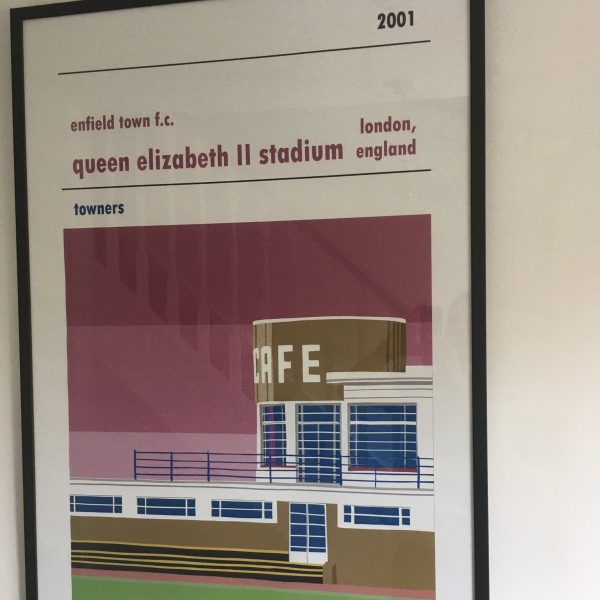 2001
enfield town f.c.
queen elizabeth II stadium
london,
england
towners
CAFE